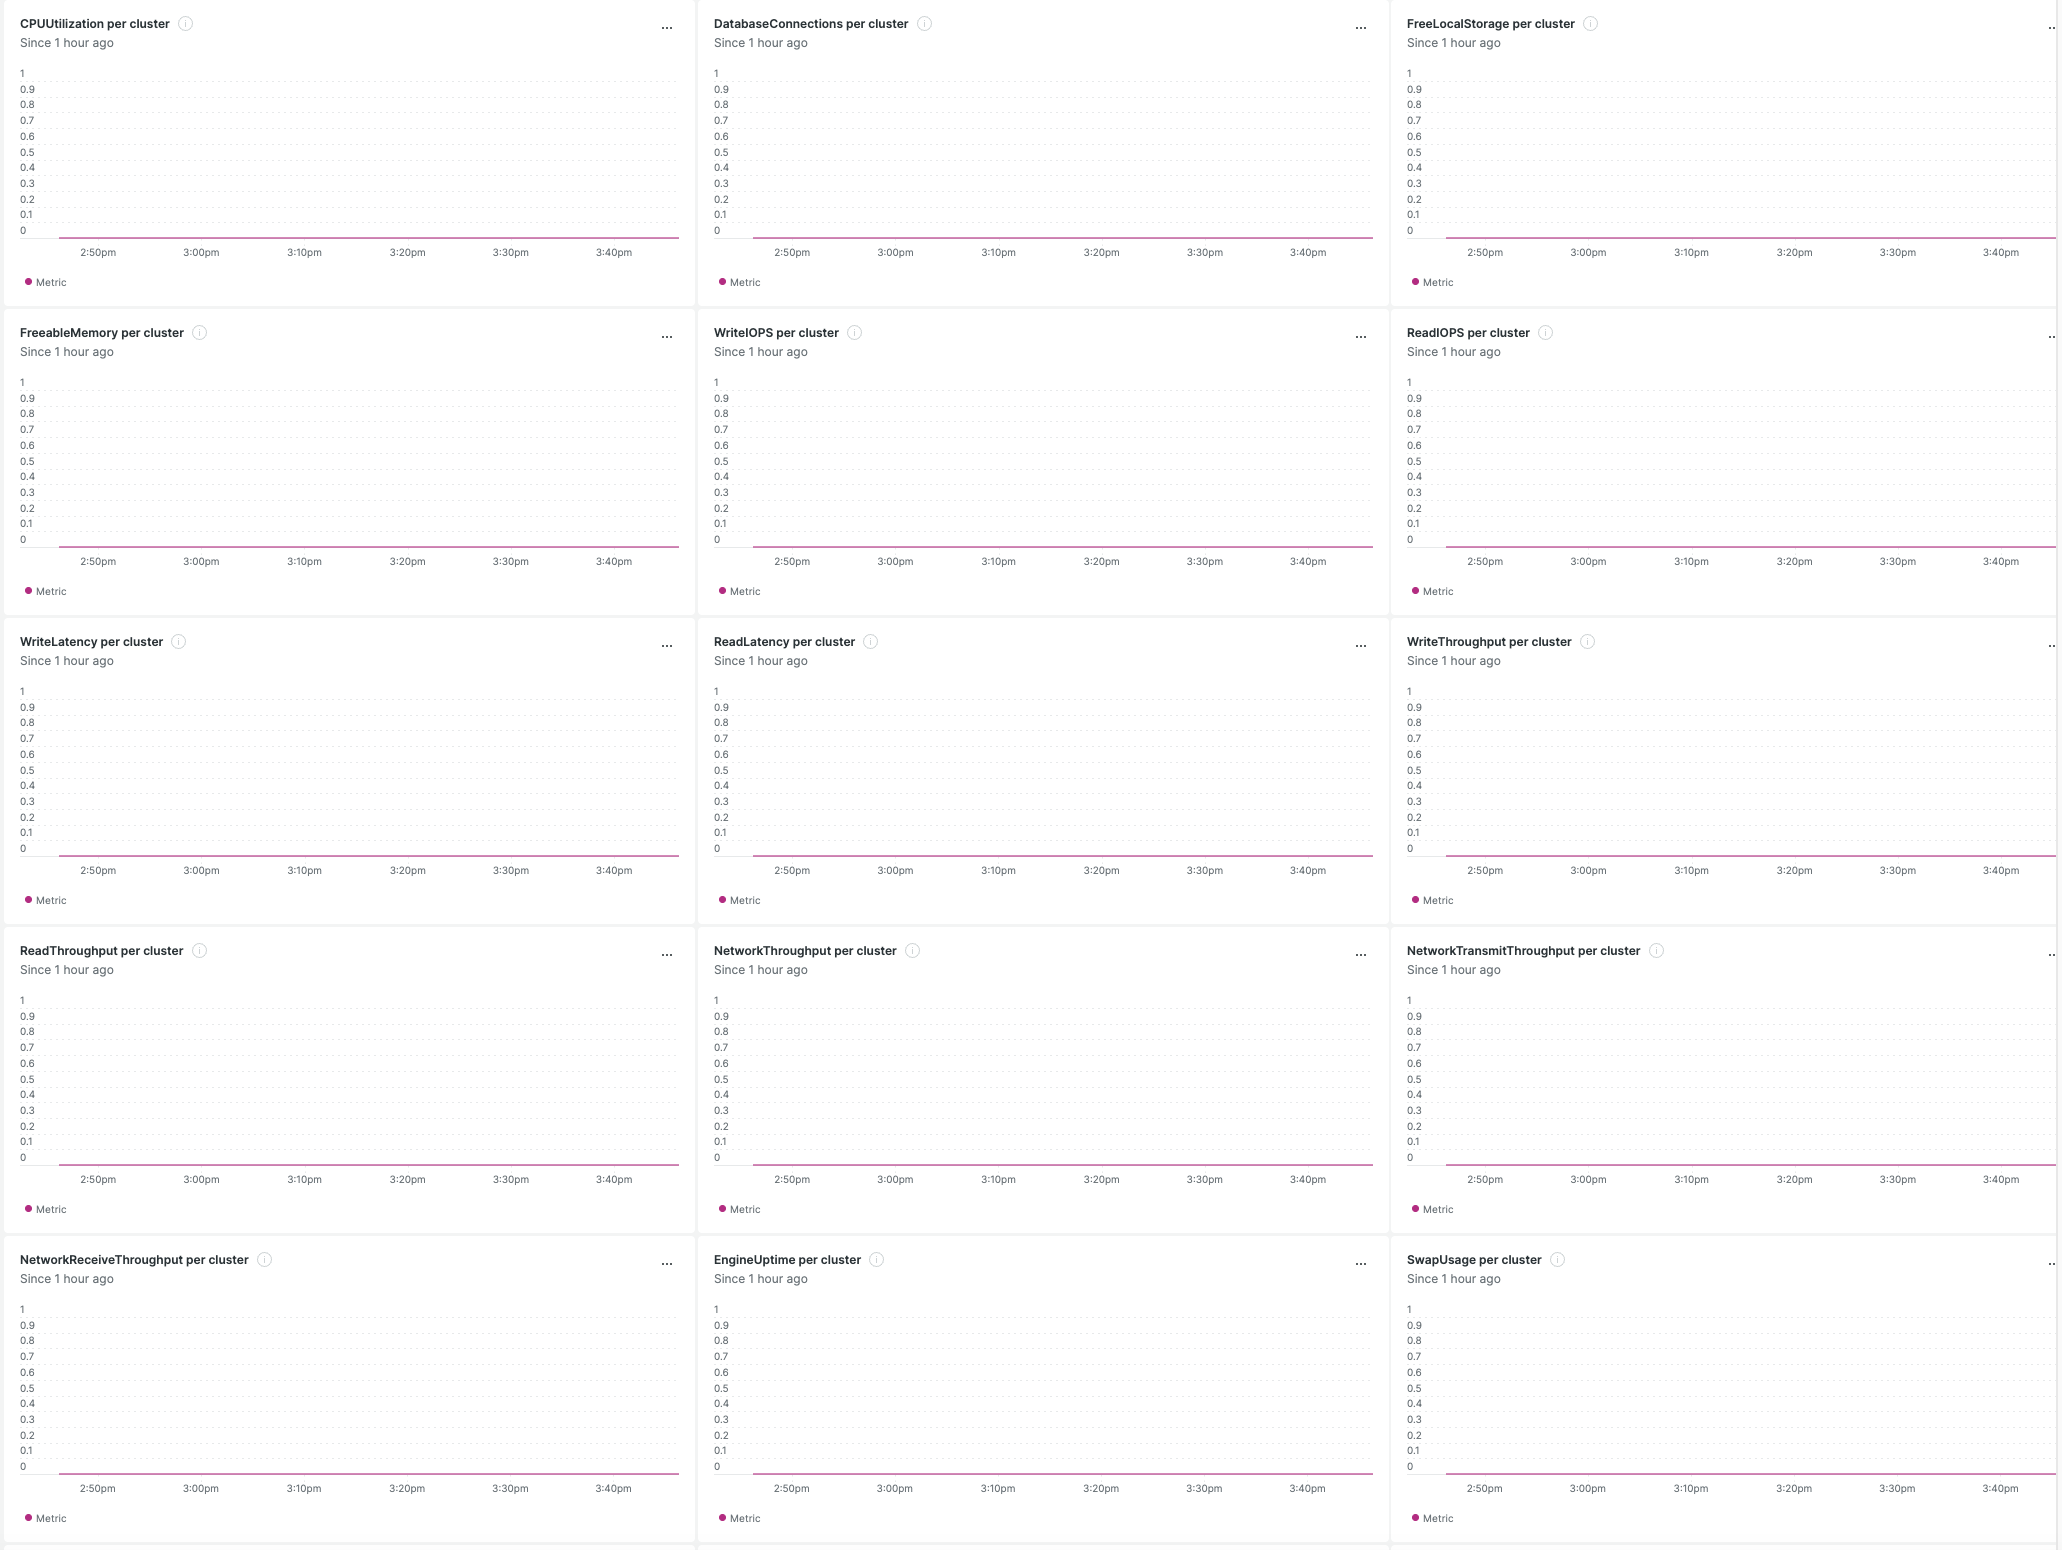 CPUUtilization per cluster
Since 1 hour ago
1
0.9
0.8
0.7
0.6
0.5
0.4
0.3
0.2
0.1
0
2:50pm 3:00pm 3:10pm 3:20pm 3:30pm 3:40pm
Metric
DatabaseConnections per cluster
Since 1 hour ago
1
0.9
0.8
0.7
0.6
0.5
0.4
0.3
0.2
0.1
0
2:50pm 3:00pm 3:10pm 3:20pm 3:30pm 3:40pm
Metric
FreeLocalStorage per cluster
Since 1 hour ago
1
0.9
0.8
0.7
0.6
0.5
0.4
0.3
0.2
0.1
0
2:50pm 3:00pm 3:10pm 3:20pm 3:30pm 3:40pm
Metric
FreeableMemory per cluster
Since 1 hour ago
1
0.9
0.8
0.7
0.6
0.5
0.4
0.3
0.2
0.1
0
2:50pm 3:00pm 3:10pm 3:20pm 3:30pm 3:40pm
Metric
WriteIOPS per cluster
Since 1 hour ago
1
0.9
0.8
0.7
0.6
0.5
0.4
0.3
0.2
0.1
0
2:50pm 3:00pm 3:10pm 3:20pm 3:30pm 3:40pm
Metric
ReadIOPS per cluster
Since 1 hour ago
1
0.9
0.8
0.7
0.6
0.5
0.4
0.3
0.2
0.1
0
2:50pm 3:00pm 3:10pm 3:20pm 3:30pm 3:40pm
Metric
WriteLatency per cluster
Since 1 hour ago
1
0.9
0.8
0.7
0.6
0.5
0.4
0.3
0.2
0.1
0
2:50pm 3:00pm 3:10pm 3:20pm 3:30pm 3:40pm
Metric
ReadLatency per cluster
Since 1 hour ago
1
0.9
0.8
0.7
0.6
0.5
0.4
0.3
0.2
0.1
0
2:50pm 3:00pm 3:10pm 3:20pm 3:30pm 3:40pm
Metric
WriteThroughput per cluster
Since 1 hour ago
1
0.9
0.8
0.7
0.6
0.5
0.4
0.3
0.2
0.1
0
2:50pm 3:00pm 3:10pm 3:20pm 3:30pm 3:40pm
Metric
ReadThroughput per cluster
Since 1 hour ago
1
0.9
0.8
0.7
0.6
0.5
0.4
0.3
0.2
0.1
0
2:50pm 3:00pm 3:10pm 3:20pm 3:30pm 3:40pm
Metric
NetworkThroughput per cluster
Since 1 hour ago
1
0.9
0.8
0.7
0.6
0.5
0.4
0.3
0.2
0.1
0
2:50pm 3:00pm 3:10pm 3:20pm 3:30pm 3:40pm
Metric
NetworkTransmitThroughput per cluster
Since 1 hour ago
1
0.9
0.8
0.7
0.6
0.5
0.4
0.3
0.2
0.1
0
2:50pm 3:00pm 3:10pm 3:20pm 3:30pm 3:40pm
Metric
NetworkReceiveThroughput per cluster
Since 1 hour ago
1
0.9
0.8
0.7
0.6
0.5
0.4
0.3
0.2
0.1
0
2:50pm 3:00pm 3:10pm 3:20pm 3:30pm 3:40pm
Metric
EngineUptime per cluster
Since 1 hour ago
1
0.9
0.8
0.7
0.6
0.5
0.4
0.3
0.2
0.1
0
2:50pm 3:00pm 3:10pm 3:20pm 3:30pm 3:40pm
Metric
SwapUsage per cluster
Since 1 hour ago
1
0.9
0.8
0.7
0.6
0.5
0.4
0.3
0.2
0.1
0
2:50pm 3:00pm 3:10pm 3:20pm 3:30pm 3:40pm
Metric